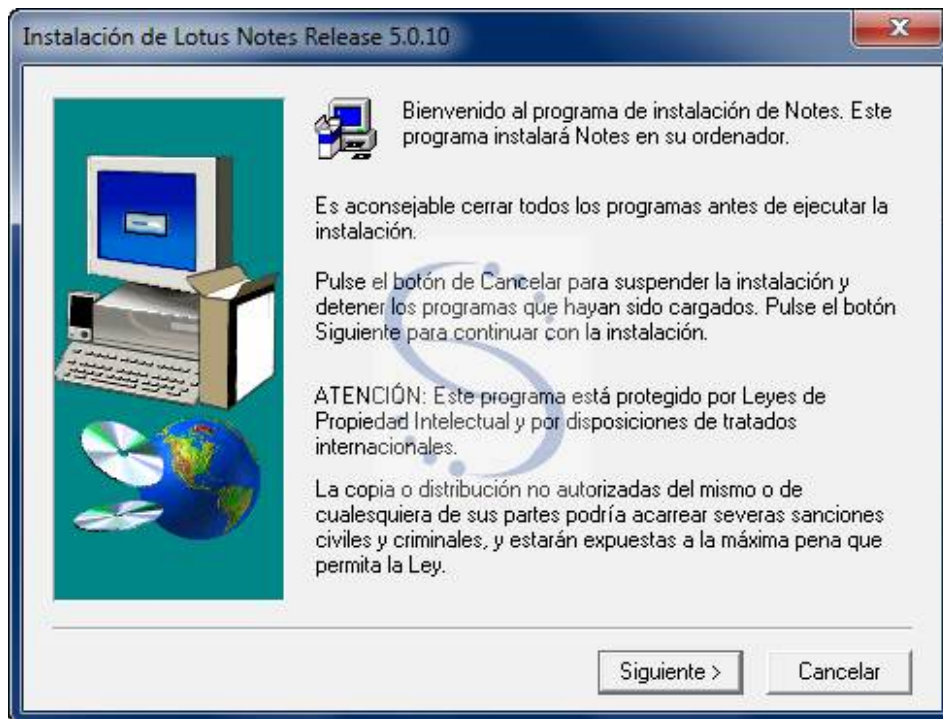 Instalación de Lotus Notes Release 5.0.10
Bienvenido al programa de instalación de Notes. Este
programa instalará Notes en su ordenador.
Es aconsejable cerrar todos los programas antes de ejecutar la
instalación.
Pulse el botón de Cancelar para suspender la instalación y
detener los programas que hayan sido cargados. Pulse el botón
Siguiente para continuar con la instalación.
ATENCIÓN: Este programa está protegido por Leyes de
Propiedad Intelectual y por disposiciones de tratados
internacionales.
La copia o distribución no autorizadas del mismo o de
cualesquiera de sus partes podría acarrear severas sanciones
civiles y criminales, y estarán expuestas a la máxima pena que
permita la Ley.
Siguiente >
Cancelar